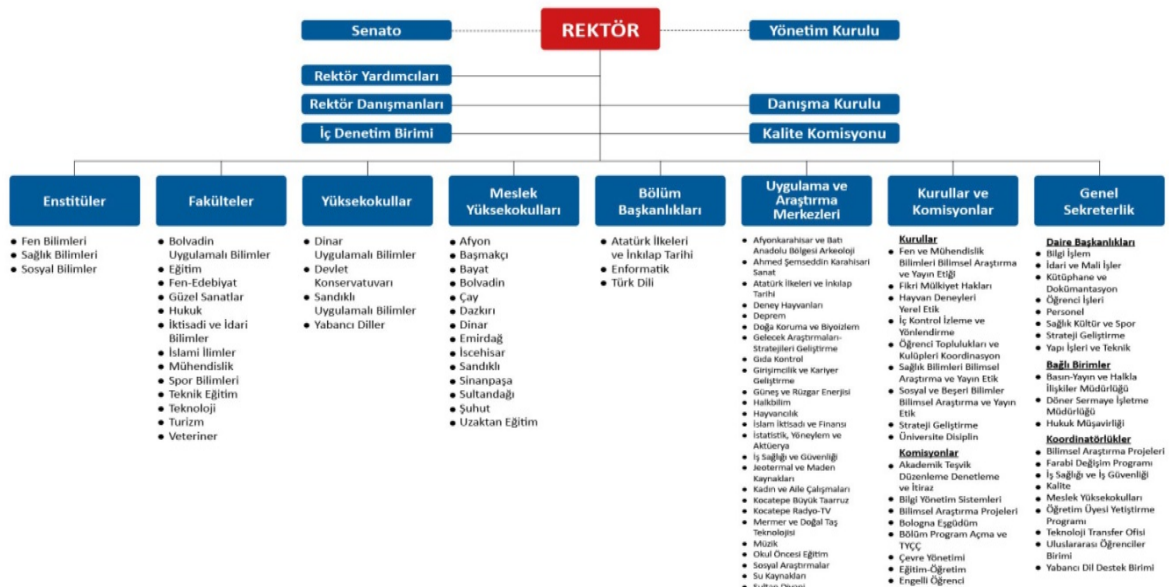 REKTÖR
Senato
Yönetim Kurulu
Rektör Yardımcıları
Rektör Danışmanları
Danışma Kurulu
İç Denetim Birimi
Kalite Komisyonu
Enstitüler
• Fen Bilimleri
• Sağlık Bilimleri
• Sosyal Bilimler
Fakülteler
• Bolvadin
Uygulamalı Bilimler
• Eğitim
• Fen-Edebiyat
• Güzel Sanatlar
• Hukuk
• İktisadi ve İdari
Bilimler
• İslami İlimler
• Mühendislik
• Spor Bilimleri
• Teknik Eğitim
• Teknoloji
• Turizm
• Veteriner
Yüksekokullar
• Dinar
Uygulamalı Bilimler
• Devlet
Konservatuvarı
• Sandıklı
Uygulamalı Bilimler
• Yabancı Diller
Meslek
Yüksekokulları
• Afyon
• Başmakçı
• Bayat
• Bolvadin
• Çay
• Dazkırı
• Dinar
• Emirdağ
• İscehisar
• Sandıklı
• Sinanpaşa
• Sultandağı
• Şuhut
• Uzaktan Eğitim
Bölüm
Başkanlıkları
• Atatürk İlkeleri
ve İnkılap Tarihi
• Enformatik
• Türk Dili
Uygulama ve
Araştırma
Merkezleri
• Afyonkarahisar ve Batı
Anadolu Bölgesi Arkeoloji
• Ahmed Şemseddin Karahisari
Sanat
• Atatürk İlkeleri ve İnkılap
Tarihi
• Deney Hayvanları
• Deprem
• Doğa Koruma ve Biyoizlem
• Gelecek Araştırmaları-
Stratejileri Geliştirme
• Gıda Kontrol
• Girişimcilik ve Kariyer
Geliştirme
• Güneş ve Rüzgar Enerjisi
• Halkbilim
• Hayvancılık
• İslam İktisadı ve Finansı
• İstatistik, Yöneylem ve
Aktüerya
• İş Sağlığı ve Güvenliği
• Jeotermal ve Maden
Kaynakları
• Kadın ve Aile Çalışmaları
• Kocatepe Büyük Taarruz
• Kocatepe Radyo-TV
• Mermer ve Doğal Taş
Teknolojisi
• Müzik
• Okul Öncesi Eğitim
• Sosyal Araştırmalar
• Su Kaynakları
Kurullar ve
Komisyonlar
Kurullar
• Fen ve Mühendislik
Bilimleri Bilimsel Araştırma
ve Yayın Etiği
• Fikri Mülkiyet Hakları
• Hayvan Deneyleri
Yerel Etik
• İç Kontrol İzleme ve
Yönlendirme
• Öğrenci Toplulukları ve
Kulüpleri Koordinasyon
• Sağlık Bilimleri Bilimsel
Araştırma ve Yayın Etik
• Sosyal ve Beşeri Bilimler
Bilimsel Araştırma ve Yayın
Etik
• Strateji Geliştirme
• Üniversite Disiplin
Komisyonlar
• Akademik Teşvik
Düzenleme Denetleme
ve İtiraz
• Bilgi Yönetim Sistemleri
• Bilimsel Araştırma Projeleri
• Bologna Eşgüdüm
• Bölüm Program Açma ve
TYÇÇ
• Çevre Yönetimi
• Eğitim-Öğretim
• Engelli Öğrenci
Genel
Sekreterlik
Daire Başkanlıkları
• Bilgi İşlem
• İdari ve Mali İşler
• Kütüphane ve
Dokümantasyon
• Öğrenci İşleri
• Personel
• Sağlık Kültür ve Spor
• Strateji Geliştirme
• Yapı İşleri ve Teknik
Bağlı Birimler
• Basın-Yayın ve Halkla
İlişkiler Müdürlüğü
• Döner Sermaye İşletme
Müdürlüğü
• Hukuk Müşavirliği
Koordinatörlükler
• Bilimsel Araştırma Projeleri
• Farabi Değişim Programı
• İş Sağlığı ve İş Güvenliği
• Kalite
• Meslek Yüksekokulları
• Öğretim Üyesi Yetiştirme
Programı
• Teknoloji Transfer Ofisi
• Uluslararası Öğrenciler
Birimi
• Yabancı Dil Destek Birimi